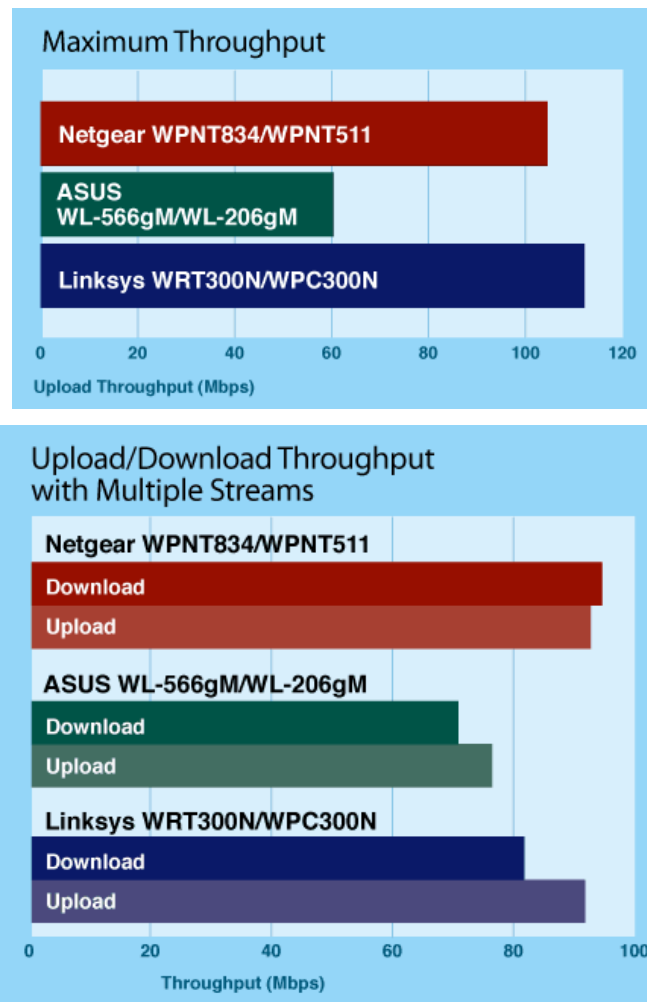 Maximum Throughput
Netgear WPNT834/WPNT511
ASUS
WL-566gM/WL-206gM
Linksys WRT300N/WPC300N
0 20 40 60 80 100 120
Upload Throughput (Mbps)
Upload/Download Throughput
with Multiple Streams
Netgear WPNT834/WPNT511
Download
Upload
ASUS WL-566gM/WL-206gM
Download
Upload
Linksys WRT300N/WPC300N
Download
Upload
0 20 40 60 80 100
Throughput (Mbps)